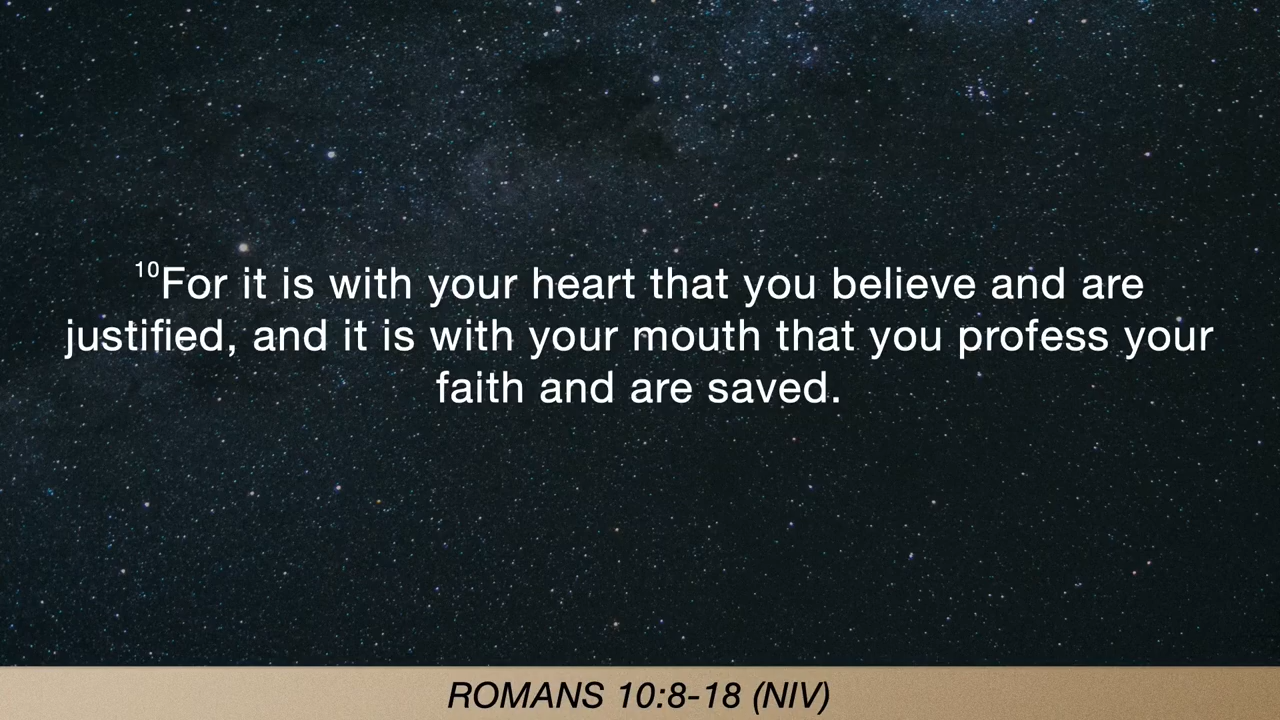 ¹⁰For it is with your heart that you believe and are
justified, and it is with your mouth that you profess your
faith and are saved.
ROMANS 10:8-18 (NIV)